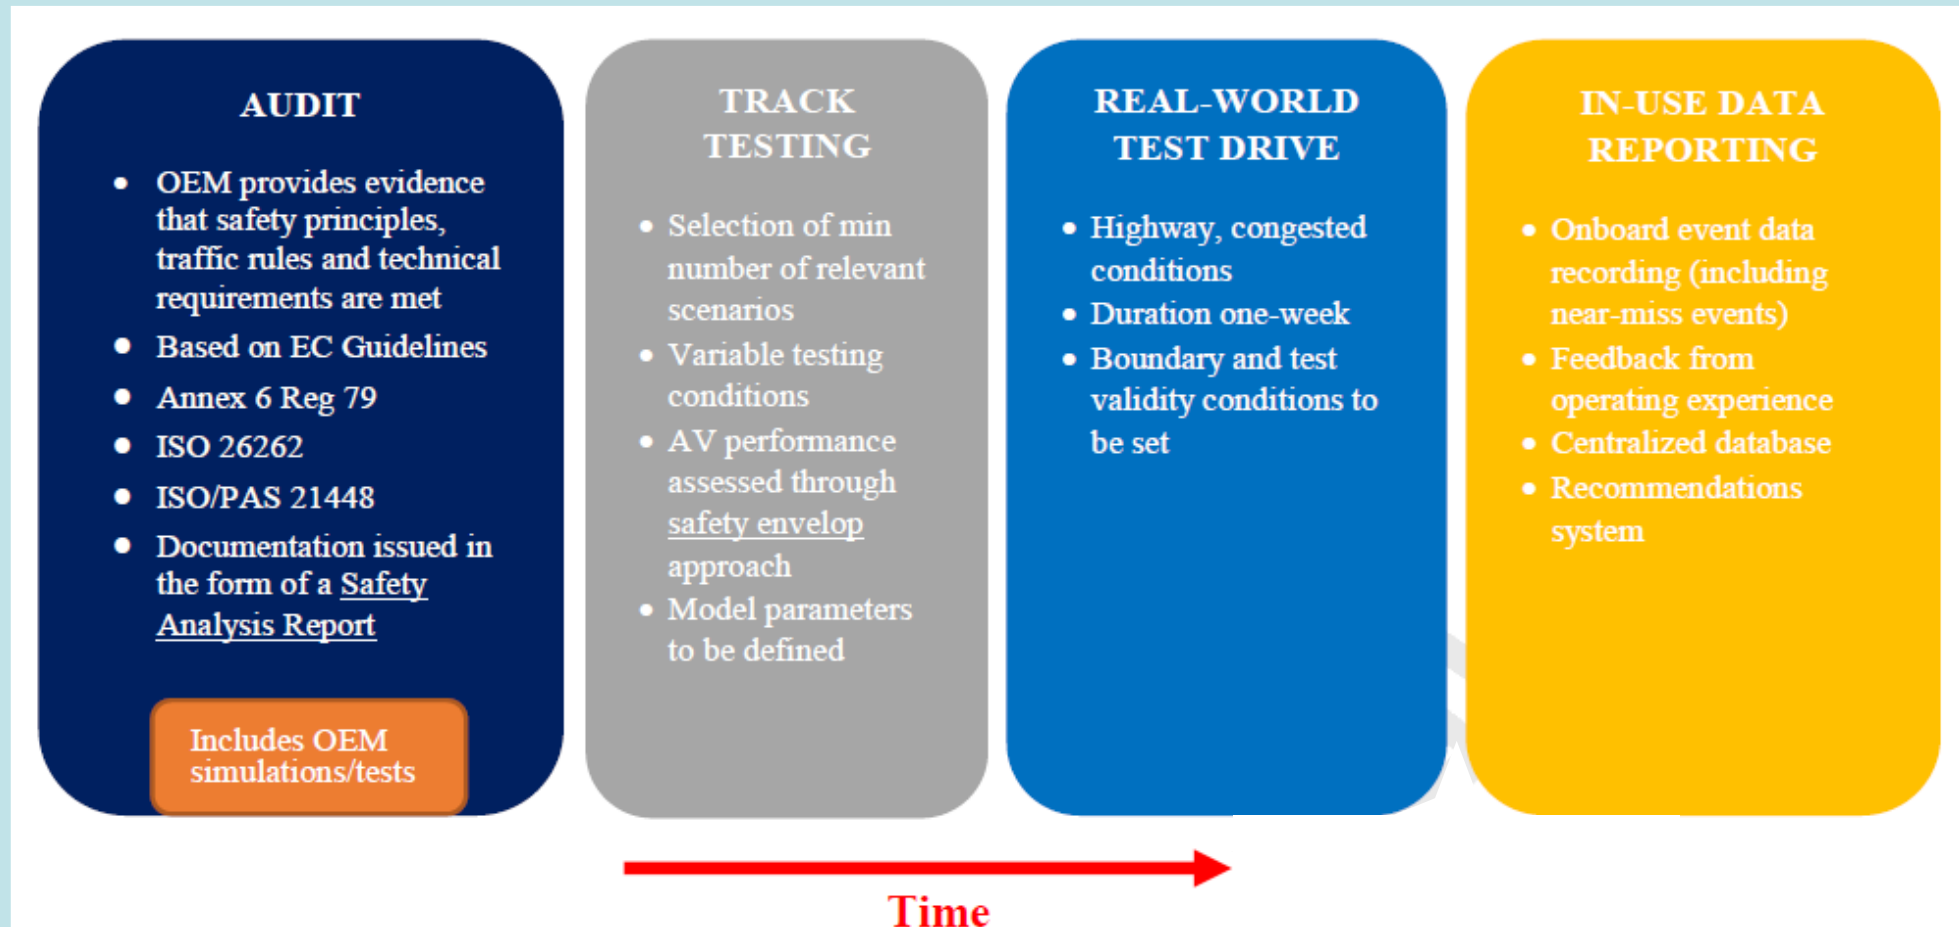 AUDIT
• OEM provides evidence
that safety principles,
traffic rules and technical
requirements are met
• Based on EC Guidelines
• Annex 6 Reg 79
• ISO 26262
• ISO/PAS 21448
• Documentation issued in
the form of a Safety
Analysis Report
Includes OEM
simulations/tests
TRACK
TESTING
• Selection of min
number of relevant
scenarios
• Variable testing
conditions
• AV performance
assessed through
safety envelop
approach
• Model parameters
to be defined
REAL-WORLD
TEST DRIVE
• Highway, congested
conditions
• Duration one-week
• Boundary and test
validity conditions to
be set
IN-USE DATA
REPORTING
• Onboard event data
recording (including
near-miss events)
• Feedback from
operating experience
• Centralized database
• Recommendations
system
Time